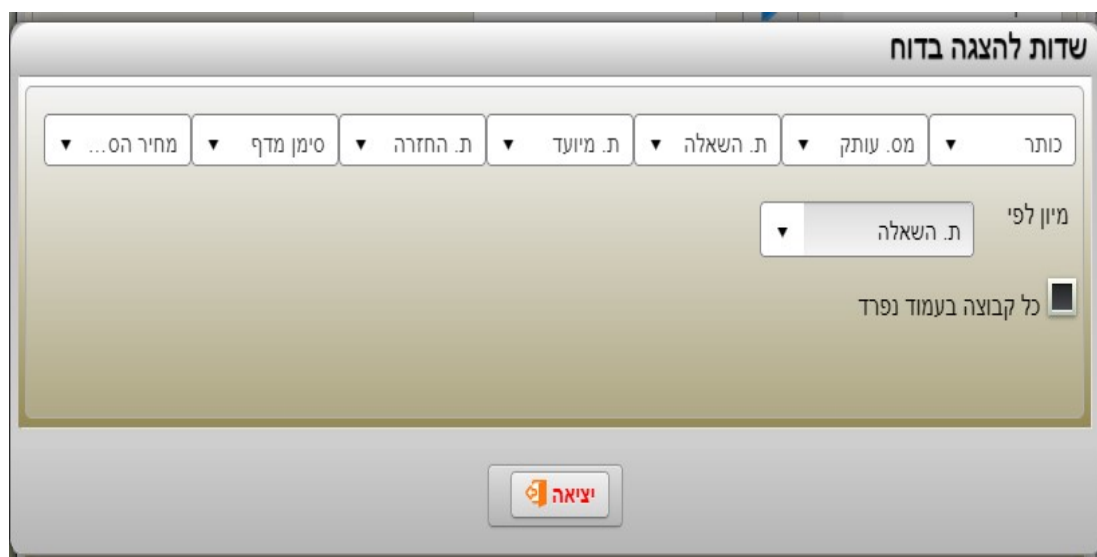 שדות להצגה בדוח
כותר מס. עותק ת. השאלה ת. מיועד ת. החזרה סימן מדף מחיר הס...
מיון לפי ת. השאלה
כל קבוצה בעמוד נפרד
יציאה